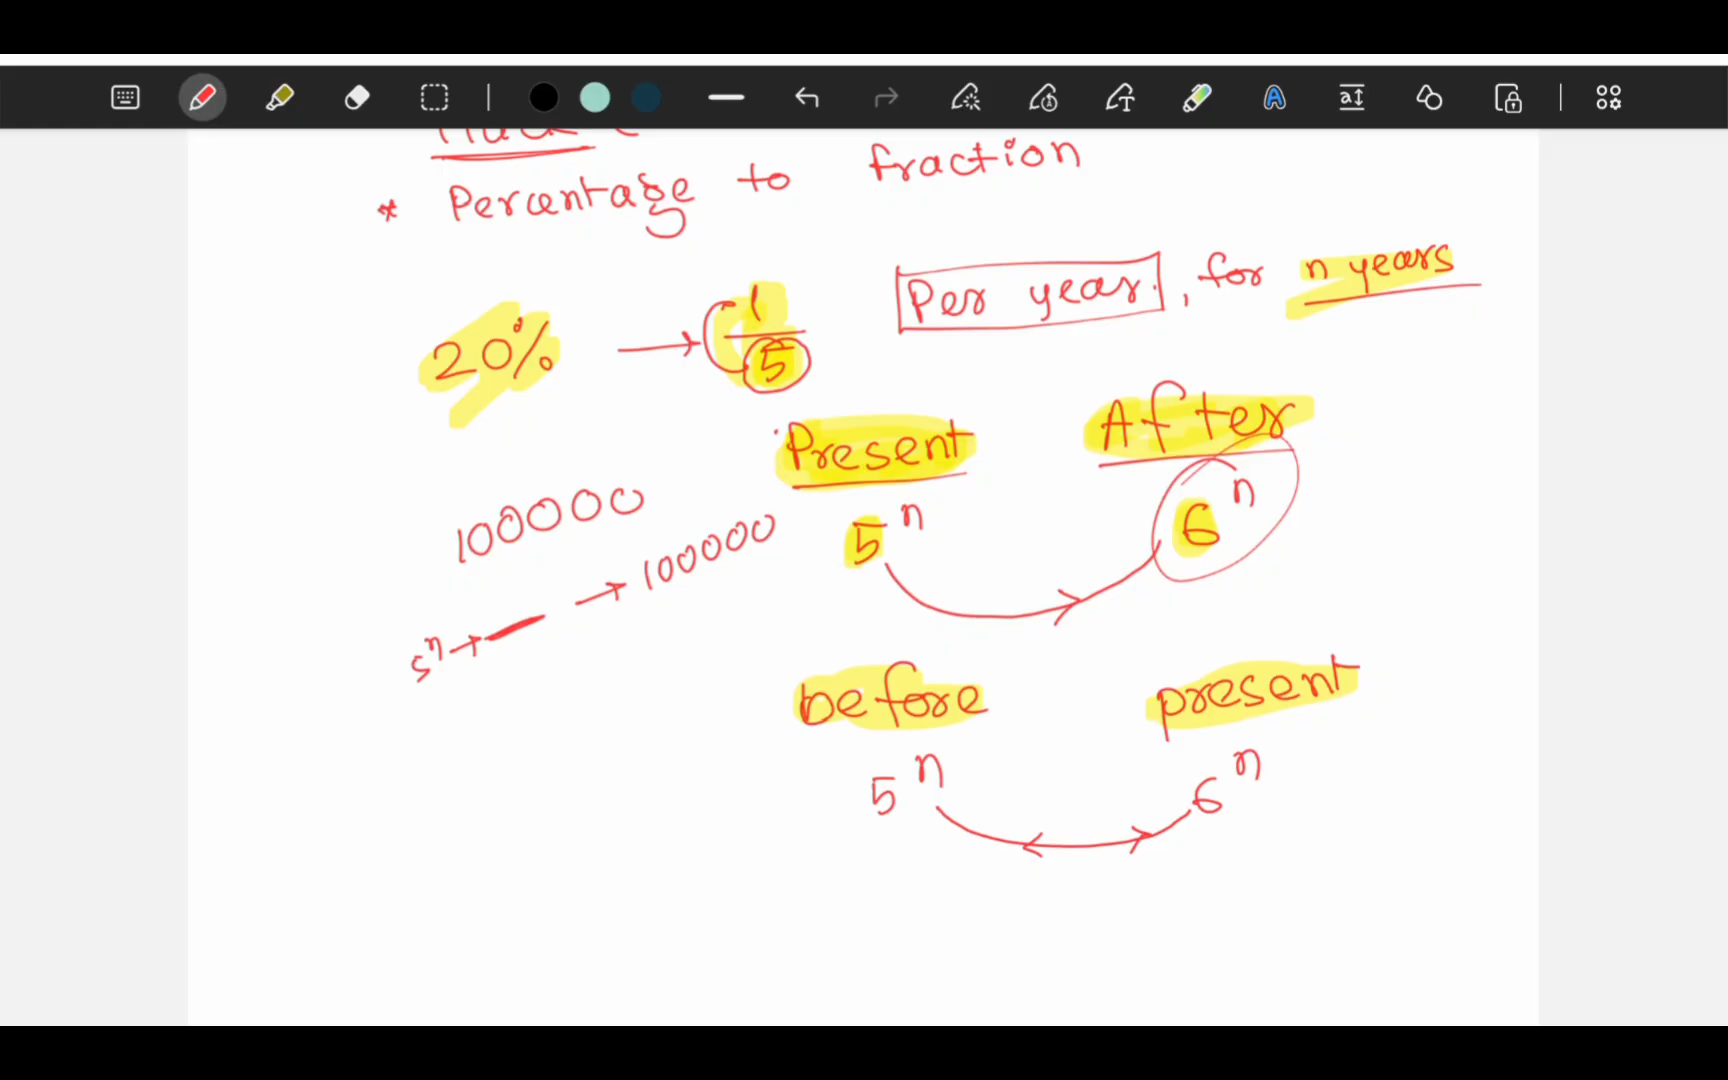 * Percentage to fraction
Per year., for n years
20% → (1/5
Present After
5^n 6^n
100000
5^n → → 100000
before present
5^n 6^n